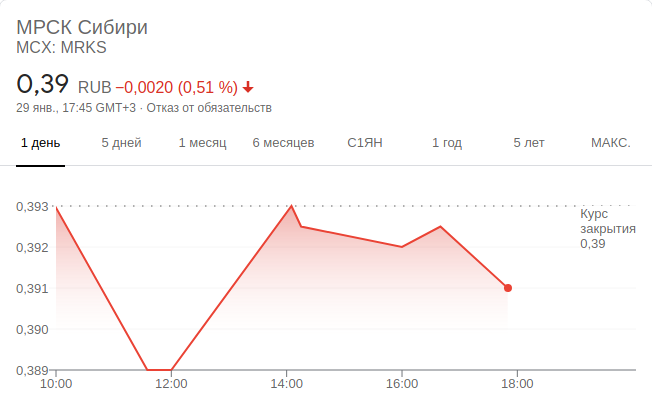 МРСК Сибири
MCX: MRKS
0,39 RUB −0,0020 (0,51 %)
29 янв., 17:45 GMT+3 · Отказ от обязательств
1 день 5 дней 1 месяц 6 месяцев С1ЯН 1 год 5 лет МАКС.
0,393
Курс
закрытия
0,39
0,392
0,391
0,390
0,389
10:00 12:00 14:00 16:00 18:00